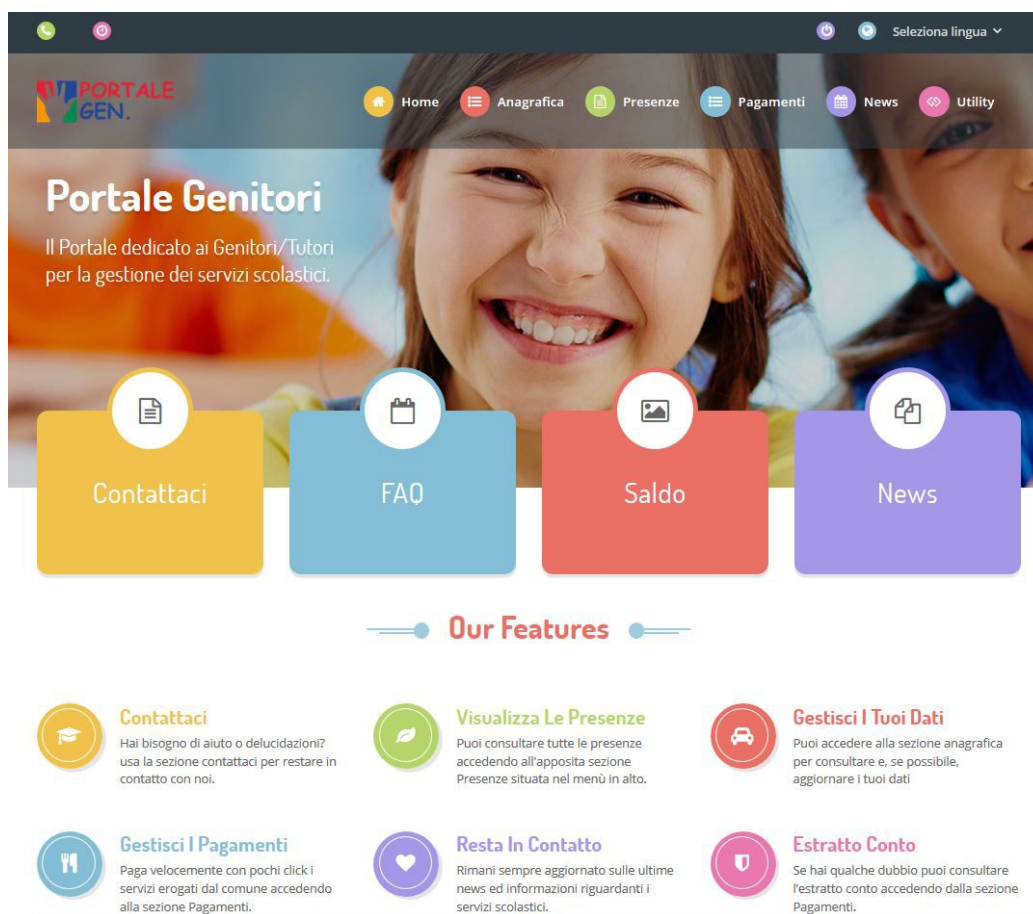 Seleziona lingua
PORTALE
GEN.
Home Anagrafica Presenze Pagamenti News Utility
Portale Genitori
Il Portale dedicato ai Genitori/Tutori
per la gestione dei servizi scolastici.
Contattaci FAQ Saldo News
Our Features
Contattaci
Hai bisogno di aiuto o delucidazioni?
usa la sezione contattaci per restare in
contatto con noi.
Visualizza Le Presenze
Puoi consultare tutte le presenze
accedendo all'apposita sezione
Presenze situata nel menù in alto.
Gestisci I Tuoi Dati
Puoi accedere alla sezione anagrafica
per consultare e, se possibile,
aggiornare i tuoi dati
Gestisci I Pagamenti
Paga velocemente con pochi click i
servizi erogati dal comune accedendo
alla sezione Pagamenti.
Resta In Contatto
Rimani sempre aggiornato sulle ultime
news ed informazioni riguardanti i
servizi scolastici.
Estratto Conto
Se hai qualche dubbio puoi consultare
l'estratto conto accedendo dalla sezione
Pagamenti.